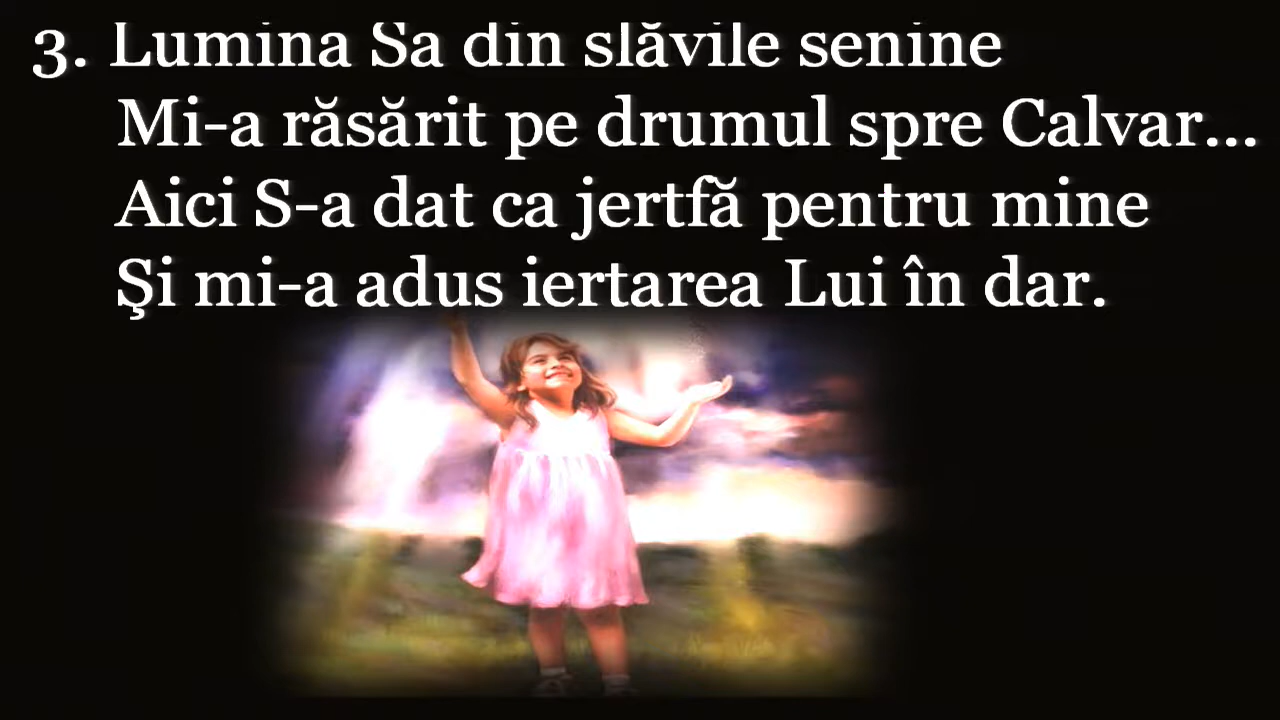 3. Lumina Sa din slăvile senine
Mi-a răsărit pe drumul spre Calvar...
Aici S-a dat ca jertfă pentru mine
Şi mi-a adus iertarea Lui în dar.